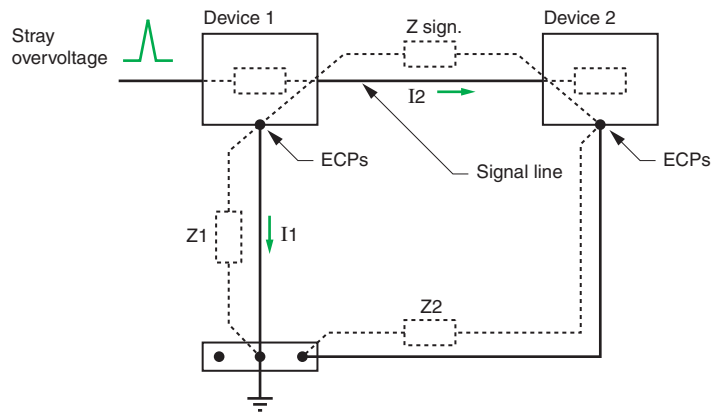 Device 1
Z sign.
Device 2
Stray
overvoltage
I2
ECPs
Signal line
ECPs
Z1
I1
Z2